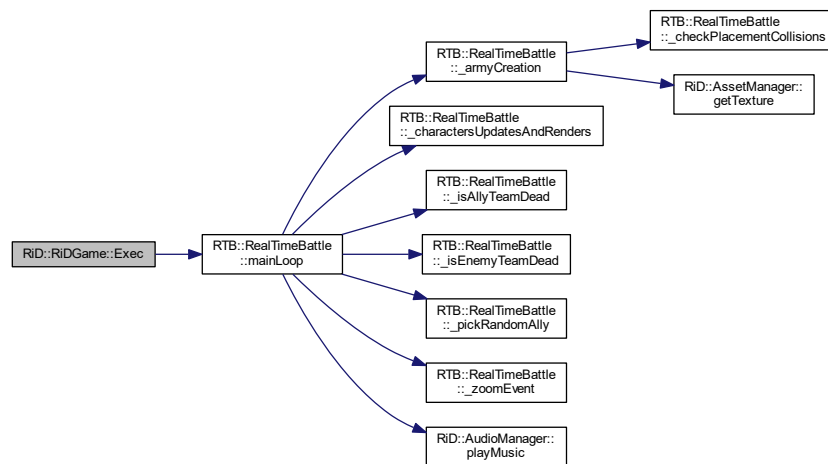 RiD::RiDGame::Exec
RTB::RealTimeBattle
::mainLoop
RTB::RealTimeBattle
::_armyCreation
RTB::RealTimeBattle
::_checkPlacementCollisions
RiD::AssetManager::
getTexture
RTB::RealTimeBattle
::_charactersUpdatesAndRenders
RTB::RealTimeBattle
::_isAllyTeamDead
RTB::RealTimeBattle
::_isEnemyTeamDead
RTB::RealTimeBattle
::_pickRandomAlly
RTB::RealTimeBattle
::_zoomEvent
RiD::AudioManager::
playMusic